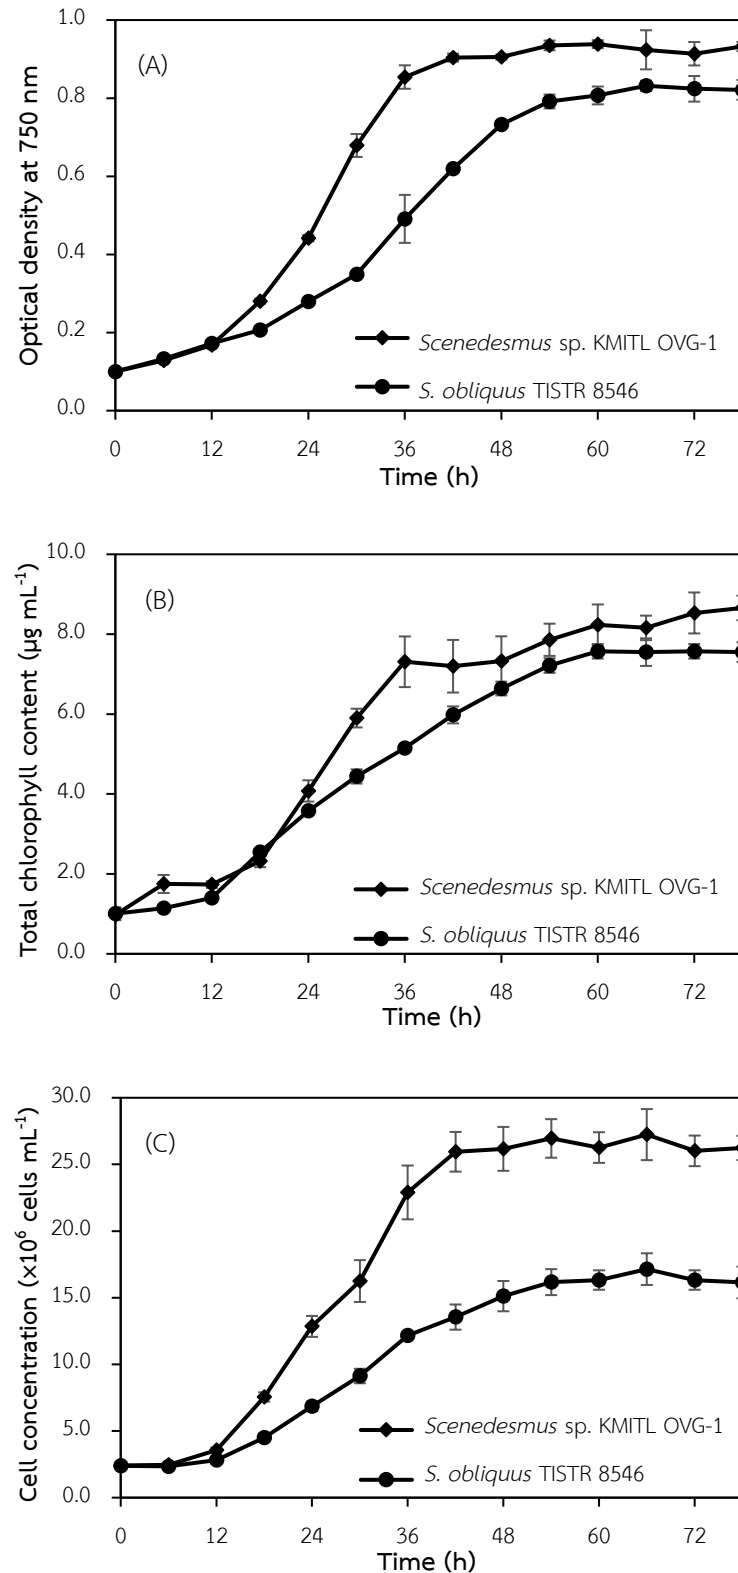 1.0
(A)
0.8
0.6
0.4
0.2
0.0
Optical density at 750 nm
Scenedesmus sp. KMITL OVG-1
S. obliquus TISTR 8546
0 12 24 36 48 60 72
Time (h)
10.0
(B)
8.0
6.0
4.0
2.0
0.0
Total chlorophyll content (µg mL⁻¹)
Scenedesmus sp. KMITL OVG-1
S. obliquus TISTR 8546
0 12 24 36 48 60 72
Time (h)
30.0
(C)
25.0
20.0
15.0
10.0
5.0
0.0
Cell concentration (×10⁶ cells mL⁻¹)
Scenedesmus sp. KMITL OVG-1
S. obliquus TISTR 8546
0 12 24 36 48 60 72
Time (h)